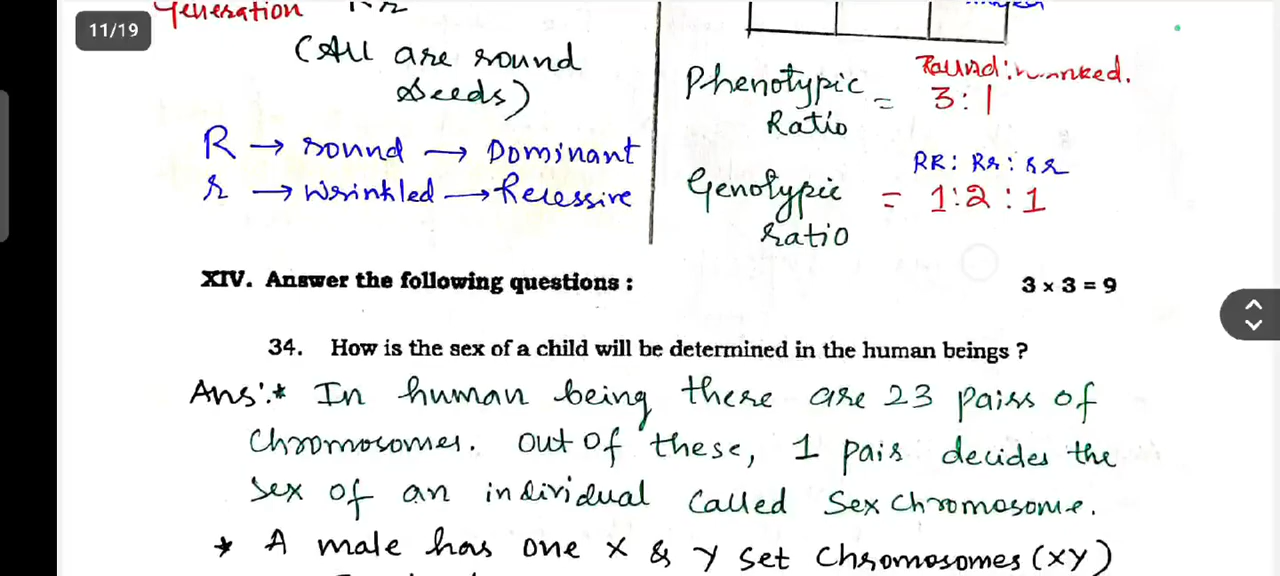 11/19
Generation
(All are round
seeds)
R → round → Dominant
r → wrinkled → Recessive
Phenotypic
Ratio
= 3:1
Round:
Genotypic
ratio
RR: Rr: rr
= 1:2:1
XIV. Answer the following questions : 3 × 3 = 9
34. How is the sex of a child will be determined in the human beings ?
Ans:* In human being there are 23 pairs of
Chromosomes. out of these, 1 pair decides the
sex of an individual called Sex chromosome.
* A male has one X & Y set chromosomes (XY)